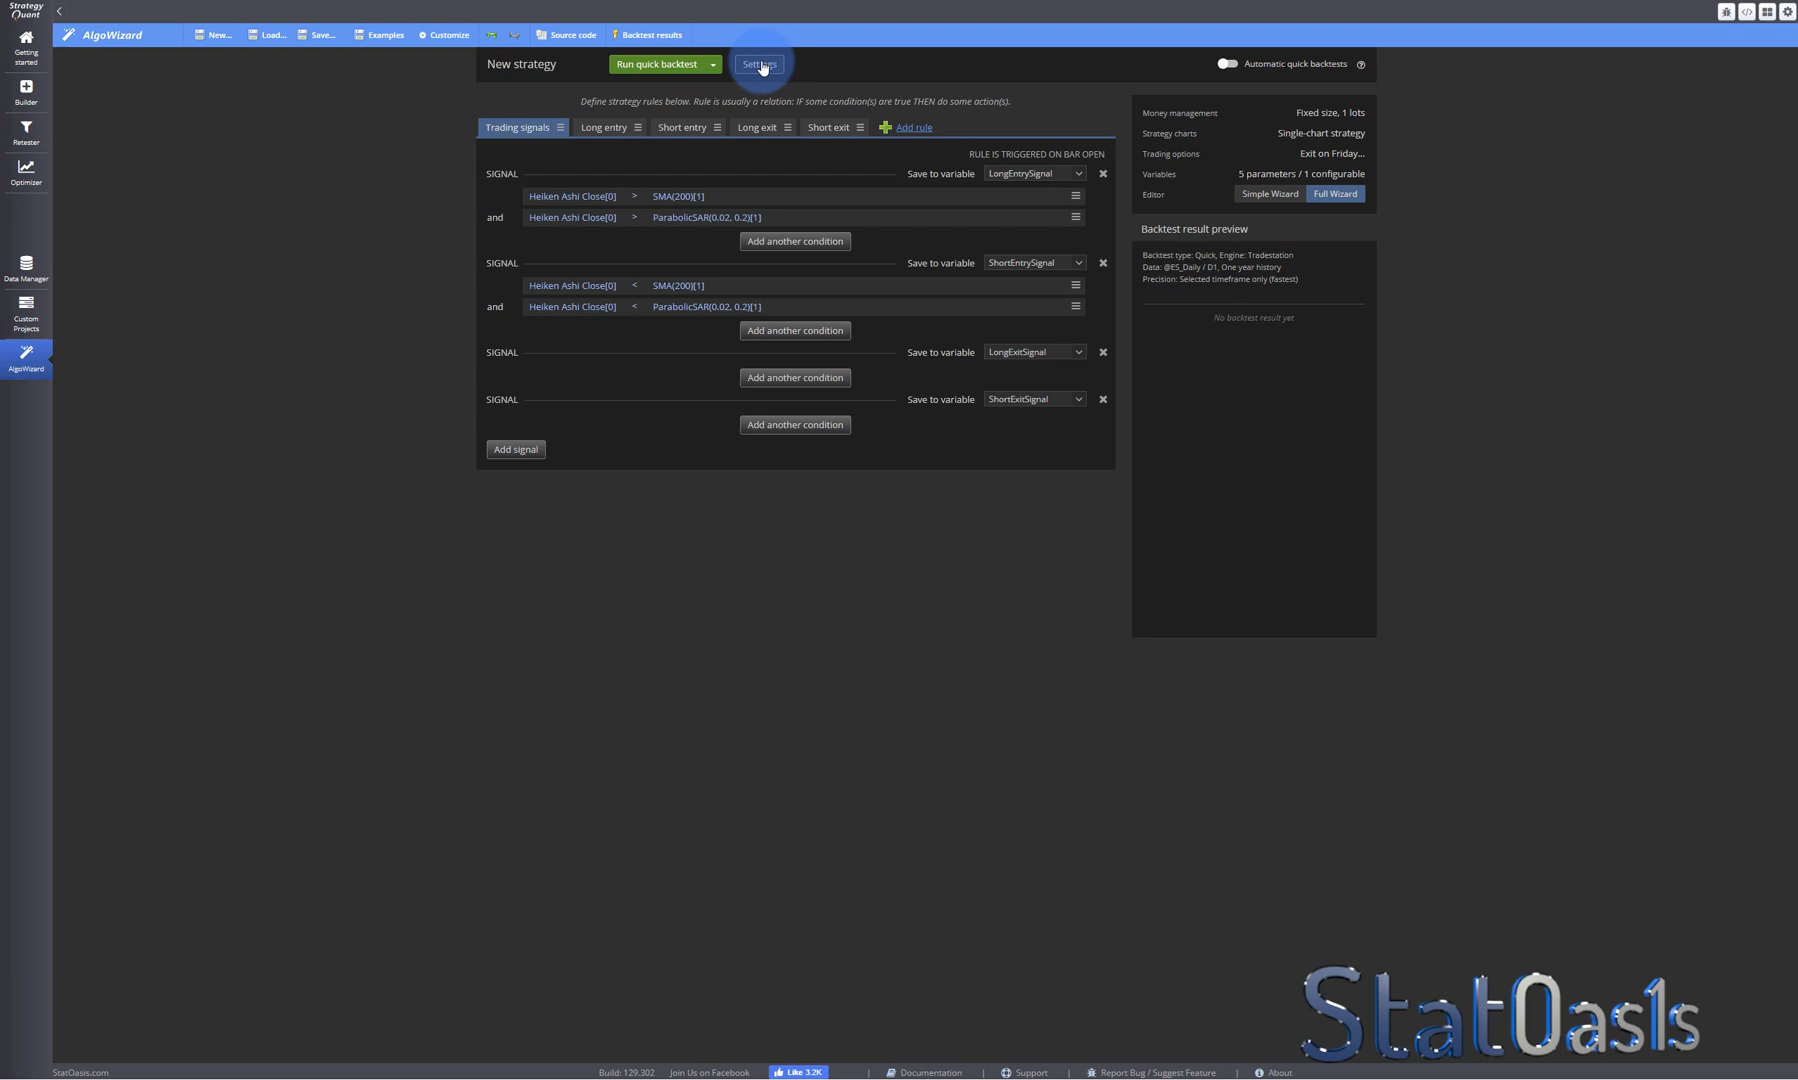 Strategy
Quant
AlgoWizard
New...
Load...
Save...
Examples
Customize
Source code
Backtest results
Getting
started
Builder
Retester
Optimizer
Data Manager
Custom
Projects
AlgoWizard
New strategy
Run quick backtest
Settings
Automatic quick backtests
Define strategy rules below. Rule is usually a relation: IF some condition(s) are true THEN do some action(s).
Trading signals
Long entry
Short entry
Long exit
Short exit
Add rule
RULE IS TRIGGERED ON BAR OPEN
SIGNAL Save to variable LongEntrySignal
Heiken Ashi Close[0] > SMA(200)[1]
and Heiken Ashi Close[0] > ParabolicSAR(0.02, 0.2)[1]
Add another condition
SIGNAL Save to variable ShortEntrySignal
Heiken Ashi Close[0] < SMA(200)[1]
and Heiken Ashi Close[0] < ParabolicSAR(0.02, 0.2)[1]
Add another condition
SIGNAL Save to variable LongExitSignal
Add another condition
SIGNAL Save to variable ShortExitSignal
Add another condition
Add signal
Money management Fixed size, 1 lots
Strategy charts Single-chart strategy
Trading options Exit on Friday...
Variables 5 parameters / 1 configurable
Editor Simple Wizard Full Wizard
Backtest result preview
Backtest type: Quick, Engine: Tradestation
Data: @ES_Daily / D1, One year history
Precision: Selected timeframe only (fastest)
No backtest result yet
StatOas1s
StatOasis.com
Build: 129.302
Join Us on Facebook
Like 3.2K
|
Documentation
|
Support
|
Report Bug / Suggest Feature
|
About